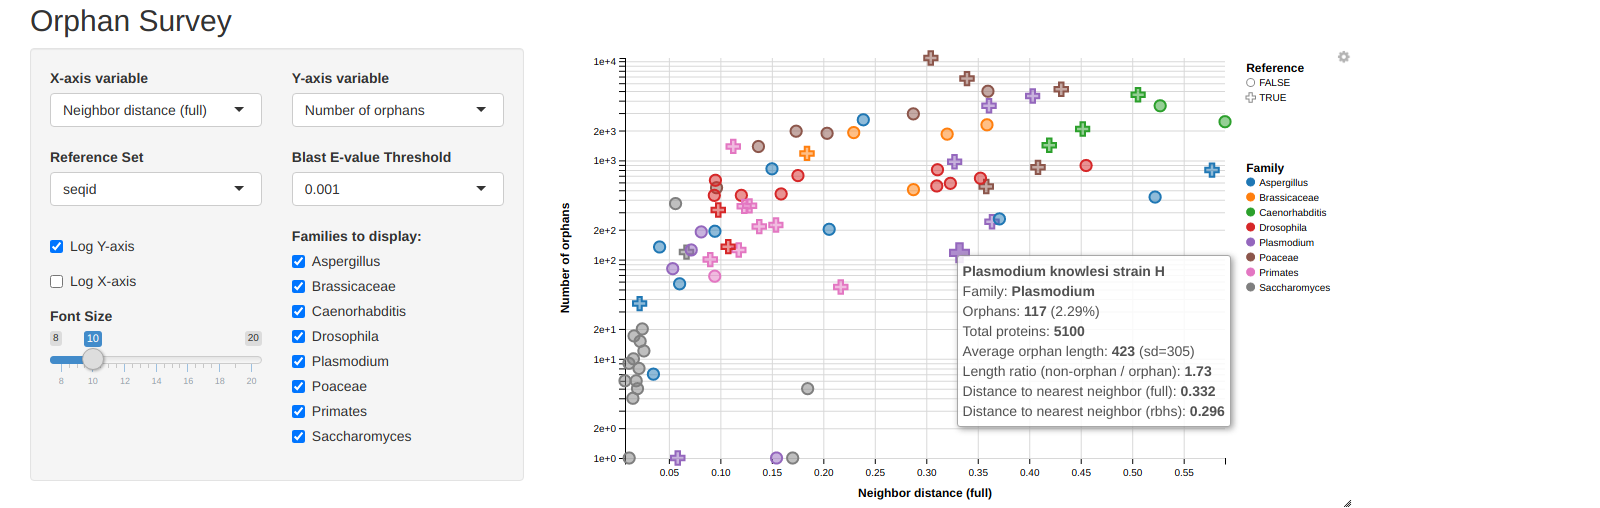 Orphan Survey
X-axis variable
Neighbor distance (full)
Y-axis variable
Number of orphans
Reference Set
seqid
Blast E-value Threshold
0.001
Log Y-axis
Log X-axis
Font Size
8
10
20
8 10 12 14 16 18 20
Families to display:
Aspergillus
Brassicaceae
Caenorhabditis
Drosophila
Plasmodium
Poaceae
Primates
Saccharomyces
Number of orphans
1e+4
2e+3
1e+3
2e+2
1e+2
2e+1
1e+1
2e+0
1e+0
0.05 0.10 0.15 0.20 0.25 0.30 0.35 0.40 0.45 0.50 0.55
Neighbor distance (full)
Plasmodium knowlesi strain H
Family: Plasmodium
Orphans: 117 (2.29%)
Total proteins: 5100
Average orphan length: 423 (sd=305)
Length ratio (non-orphan / orphan): 1.73
Distance to nearest neighbor (full): 0.332
Distance to nearest neighbor (rbhs): 0.296
Reference
FALSE
TRUE
Family
Aspergillus
Brassicaceae
Caenorhabditis
Drosophila
Plasmodium
Poaceae
Primates
Saccharomyces